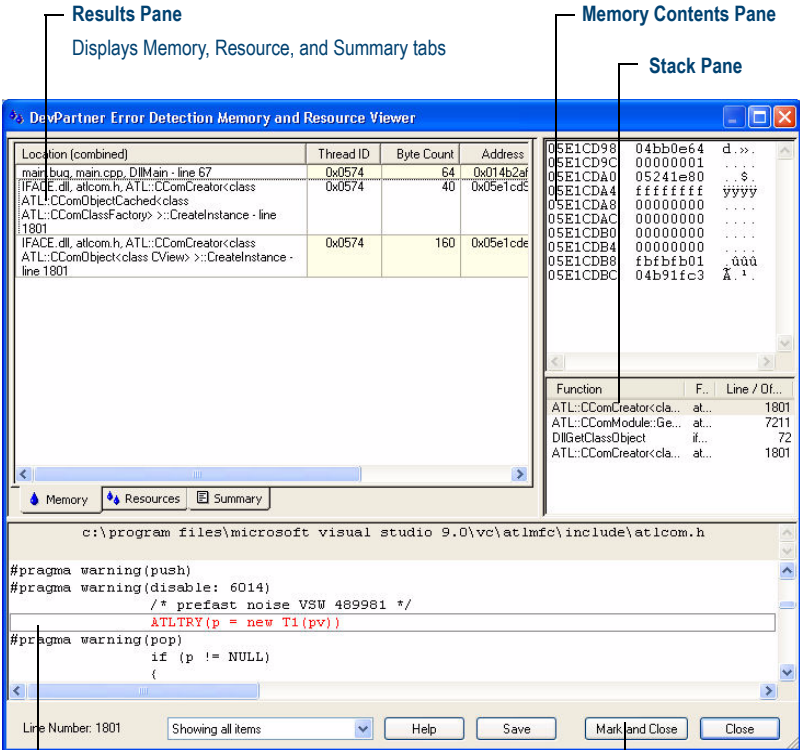 Results Pane
Displays Memory, Resource, and Summary tabs
Memory Contents Pane
Stack Pane
DevPartner Error Detection Memory and Resource Viewer
Location (combined) Thread ID Byte Count Address
main.bug, main.cpp, DllMain - line 67 0x0574 64 0x014b2af
IFACE.dll, atlcom.h, ATL::CComCreator<class 0x0574 40 0x05e1cd9
ATL::CComObjectCached<class
ATL::CComClassFactory> >::CreateInstance - line
1801
IFACE.dll, atlcom.h, ATL::CComCreator<class 0x0574 160 0x05e1cde
ATL::CComObject<class CView> >::CreateInstance -
line 1801
05E1CD98 04bb0e64 d.».
05E1CD9C 00000001 ....
05E1CDA0 05241e80 ..$.
05E1CDA4 ffffffff ÿÿÿÿ
05E1CDA8 00000000 ....
05E1CDAC 00000000 ....
05E1CDB0 00000000 ....
05E1CDB4 00000000 ....
05E1CDB8 fbfbfb01 .ûûû
05E1CDBC 04b91fc3 Ã.¹.
Function F.. Line / Of...
ATL::CComCreator<cla... at... 1801
ATL::CComModule::Ge... at... 7211
DllGetClassObject if... 72
ATL::CComCreator<cla... at... 1801
Memory Resources Summary
c:\program files\microsoft visual studio 9.0\vc\atlmfc\include\atlcom.h
#pragma warning(push)
#pragma warning(disable: 6014)
/* prefast noise VSW 489981 */
ATLTRY(p = new T1(pv))
#pragma warning(pop)
if (p != NULL)
{
Line Number: 1801 Showing all items Help Save Mark and Close Close